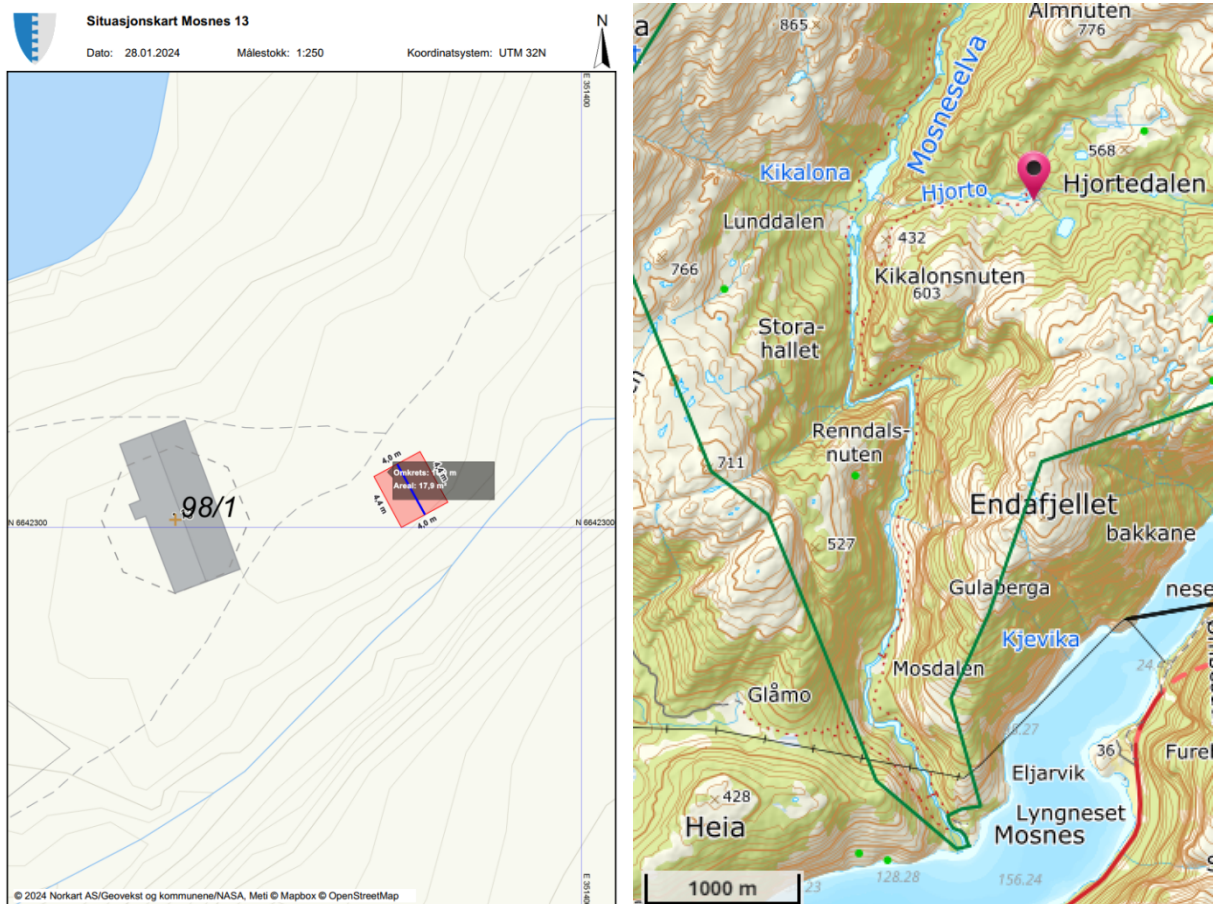 Situasjonskart Mosnes 13
Dato: 28.01.2024 Målestokk: 1:250 Koordinatsystem: UTM 32N
N
E 351400
98/1
4,0 m
4,4 m
Omkrets:
Areal: 17,9 m
4,4 m
4,0 m
N 6642300
N 6642300
© 2024 Norkart AS/Geovekst og kommunene/NASA, Meti © Mapbox © OpenStreetMap
Almnuten
776
865
a
Mosneselva
568
Kikalona
Hjorto
Hjortedalen
Lunddalen
432
766
Kikalonsnuten
603
Stora-
hallet
Renndals-
nuten
711
Endafjellet
bakkane
527
Gulaberga
nese
Kjevika
24.
Mosdalen
Glåmo
36
Furel
Eljarvik
428
Lyngneset
Heia
Mosnes
1000 m
23
128.28
156.24